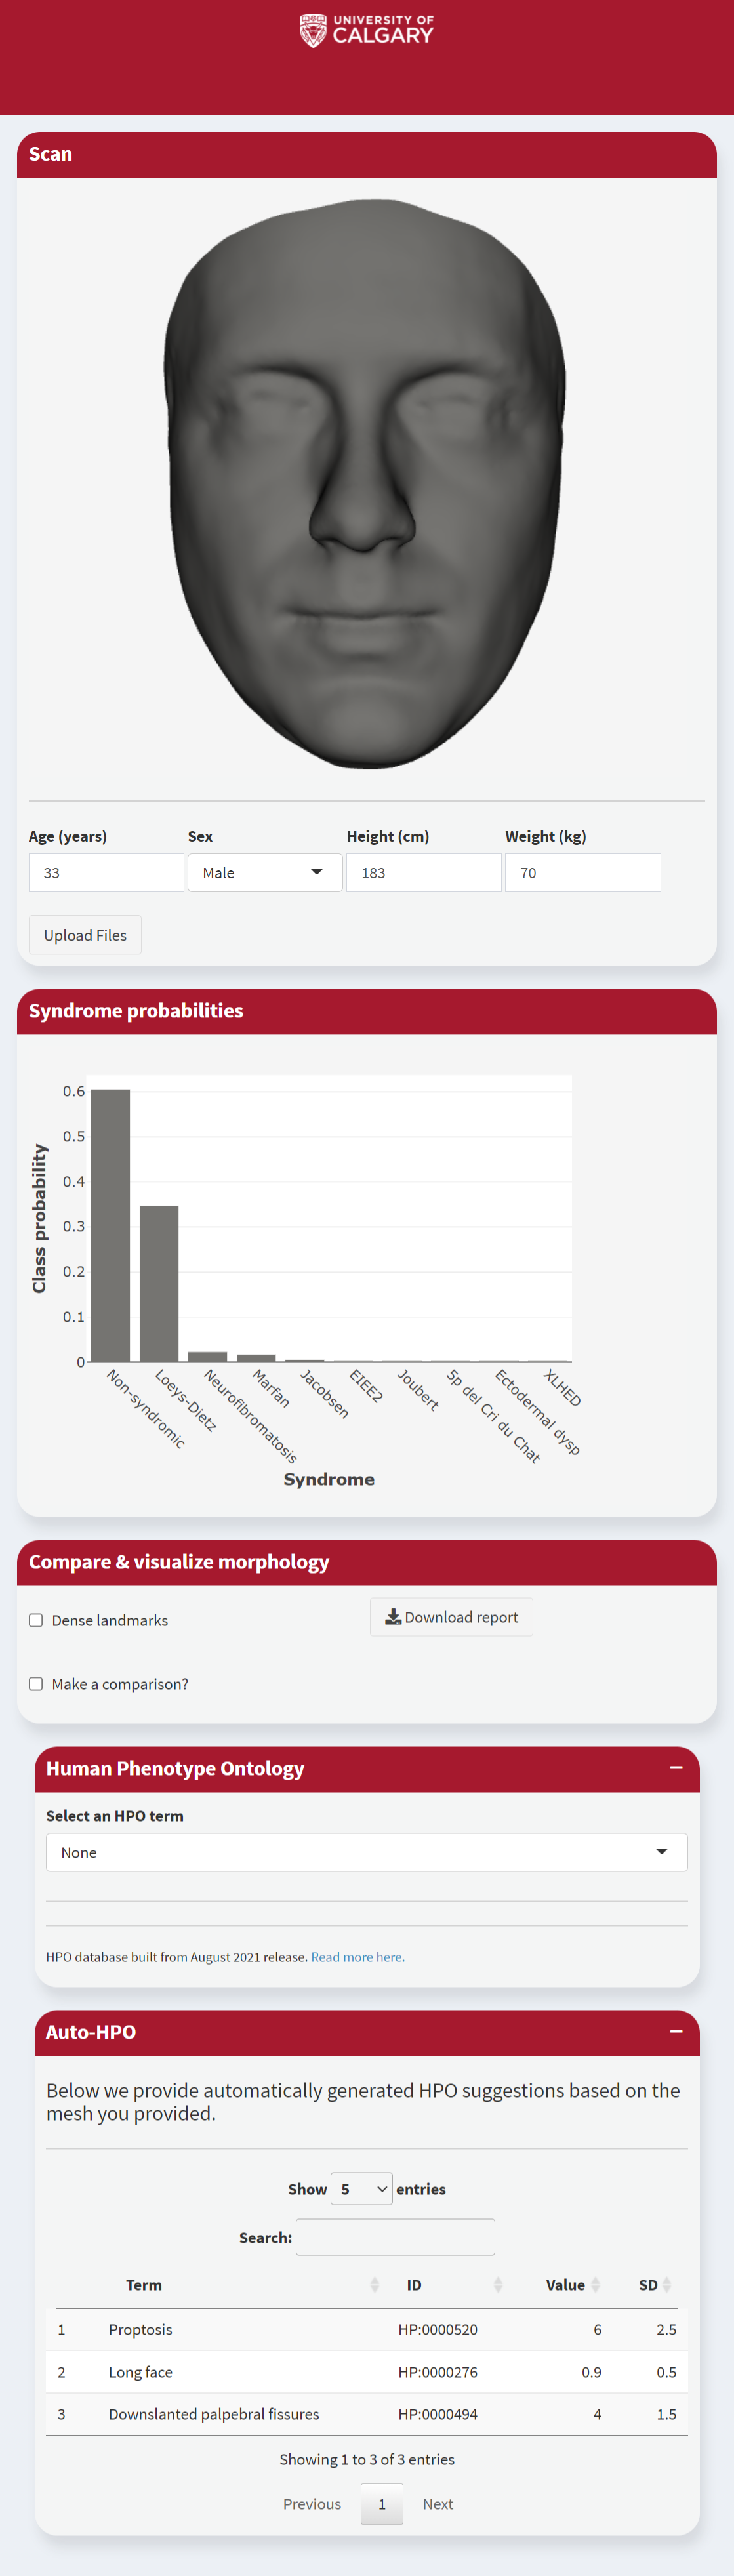 UNIVERSITY OF
CALGARY
Scan
Age (years) Sex Height (cm) Weight (kg)
33 Male 183 70
Upload Files
Syndrome probabilities
0.6
0.5
0.4
0.3
0.2
0.1
0
Class probability
Non-syndromic
Loeys-Dietz
Neurofibromatosis
Marfan
Jacobsen
EIEE2
Joubert
5p del Cri du Chat
Ectodermal dysp
XLHED
Syndrome
Compare & visualize morphology
Dense landmarks Download report
Make a comparison?
Human Phenotype Ontology
Select an HPO term
None
HPO database built from August 2021 release. Read more here.
Auto-HPO
Below we provide automatically generated HPO suggestions based on the
mesh you provided.
Show 5 entries
Search:
Term ID Value SD
1 Proptosis HP:0000520 6 2.5
2 Long face HP:0000276 0.9 0.5
3 Downslanted palpebral fissures HP:0000494 4 1.5
Showing 1 to 3 of 3 entries
Previous 1 Next